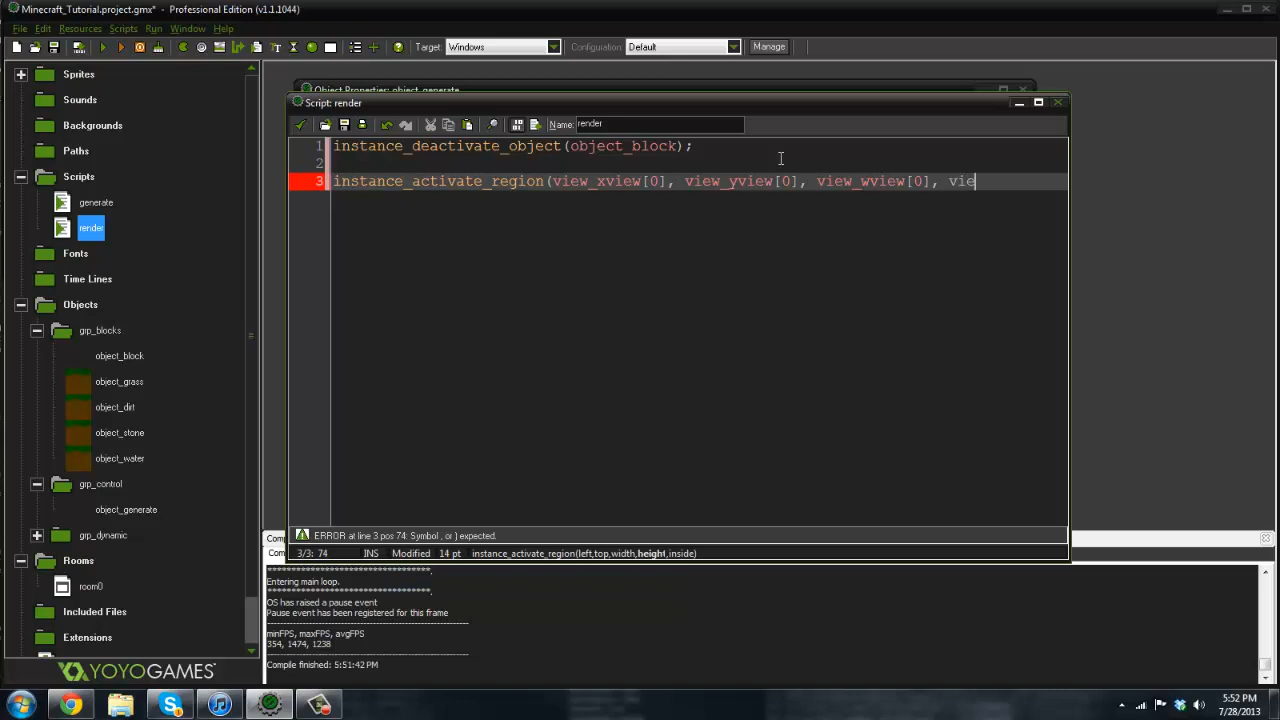 Minecraft_Tutorial.project.gmx* - Professional Edition (v1.1.1044)
File Edit Resources Scripts Run Window Help
Target: Windows Configuration: Default Manage
Sprites
Sounds
Backgrounds
Paths
Scripts
generate
render
Fonts
Time Lines
Objects
grp_blocks
object_block
object_grass
object_dirt
object_stone
object_water
grp_control
object_generate
grp_dynamic
Rooms
room0
Included Files
Extensions
YOYOGAMES
Object Properties: object_generate
Script: render
Name: render
1 instance_deactivate_object(object_block);
2
3 instance_activate_region(view_xview[0], view_yview[0], view_wview[0], vie
ERROR at line 3 pos 74: Symbol , or ) expected.
3/3: 74 INS Modified 14 pt instance_activate_region(left,top,width,height,inside)
**********************************.
Entering main loop.
**********************************.
OS has raised a pause event
Pause event has been registered for this frame
minFPS, maxFPS, avgFPS
354, 1474, 1238
Compile finished: 5:51:42 PM
5:52 PM
7/28/2013